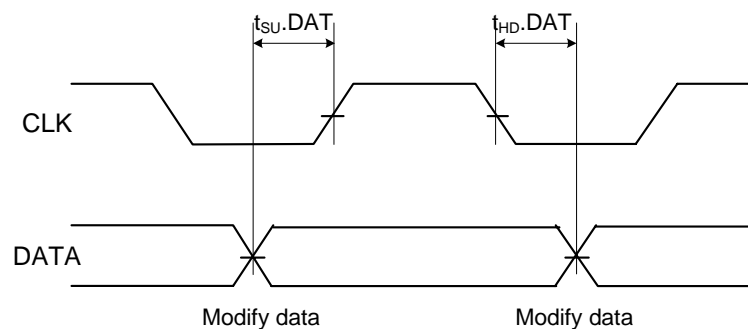 tSU.DAT tHD.DAT
CLK
DATA
Modify data Modify data